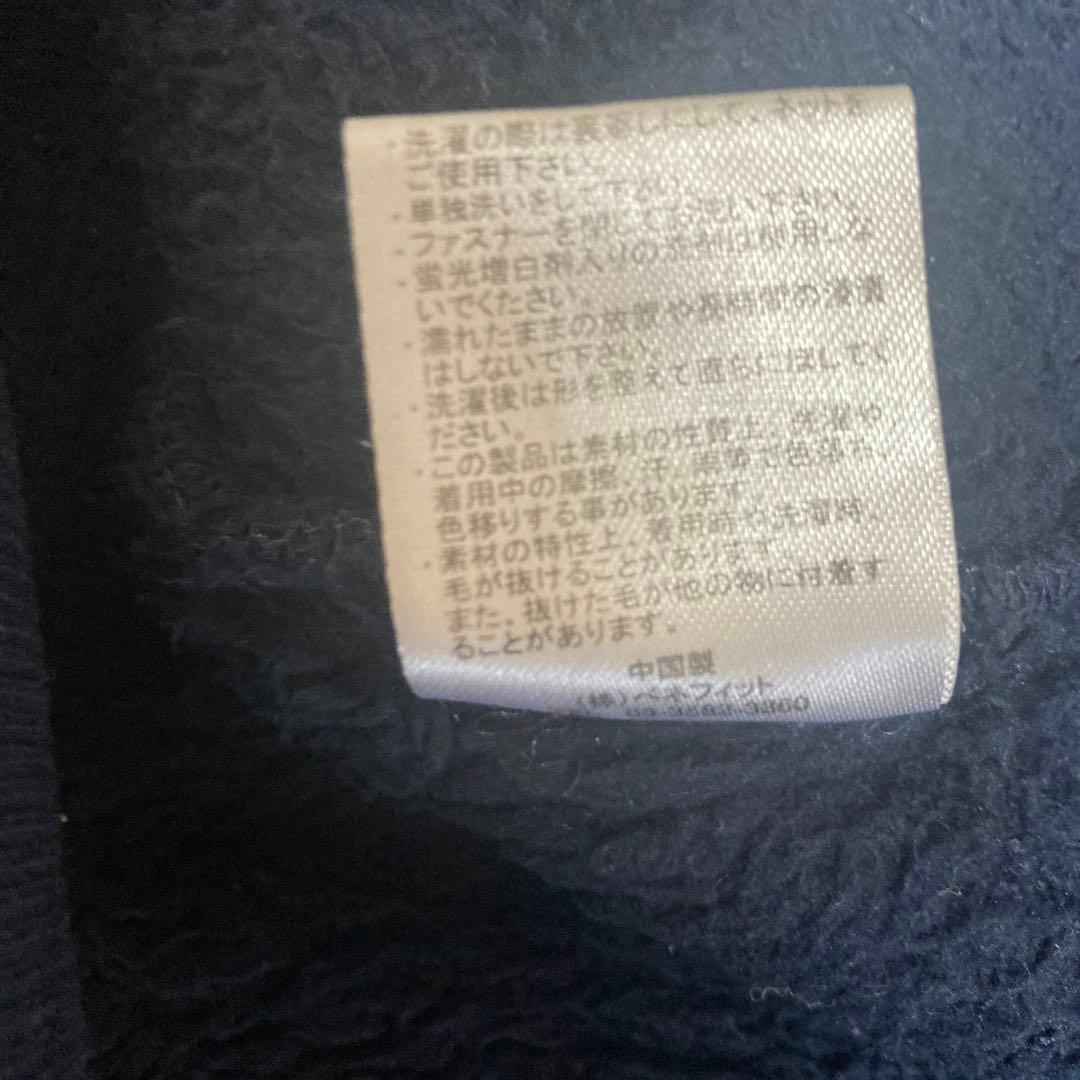 ・洗濯の際は裏返しにして、ネットを
ご使用下さい。
・単独洗いをして下さい。
・ファスナーを閉じてお洗い下さい。
・蛍光増白剤入りの洗剤は使用しな
いでください。
・濡れたままの放置や長時間の浸漬
はしないで下さい。
・洗濯後は形を整えて直ちにほしてく
ださい。
・この製品は素材の性質上、洗濯や
着用中の摩擦、汗、雨等で色落ち、
色移りする事があります。
・素材の特性上、着用時や洗濯時、
毛が抜けることがあります。
また、抜けた毛が他の物に付着す
ることがあります。
中国製
(株)ベネフィット